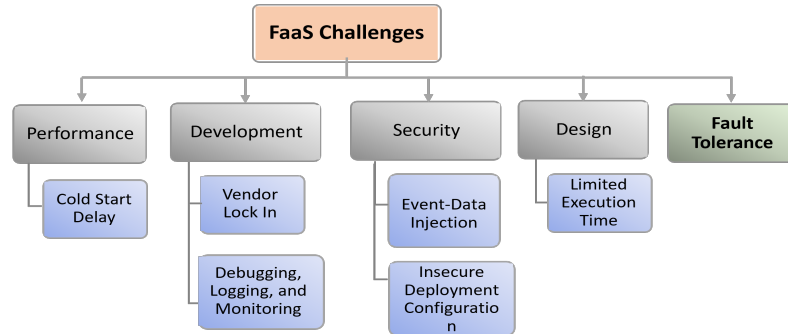 FaaS Challenges
Performance
Development
Security
Design
Fault
Tolerance
Cold Start
Delay
Vendor
Lock In
Debugging,
Logging, and
Monitoring
Event-Data
Injection
Insecure
Deployment
Configuratio
n
Limited
Execution
Time